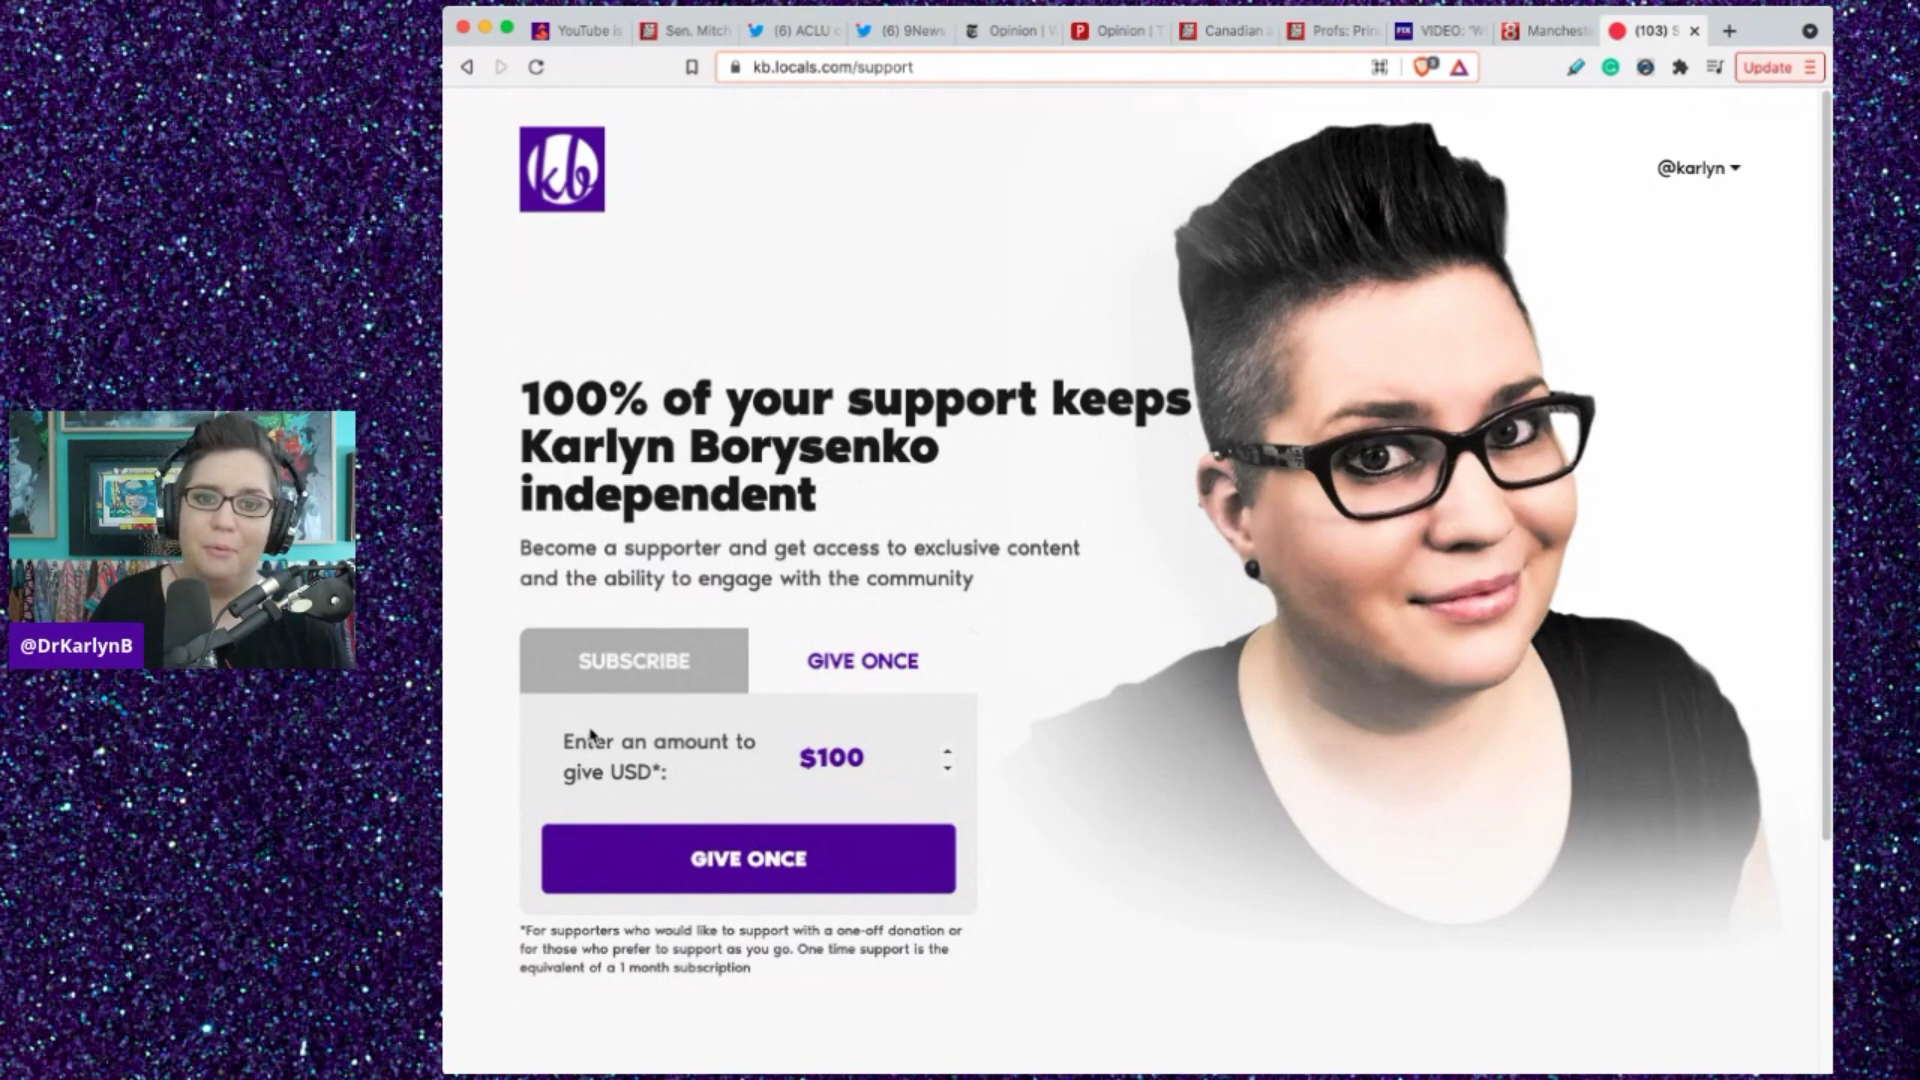 YouTube is
Sen. Mitch
(6) ACLU
(6) 9News
Opinion |
Opinion |
Canadian
Profs:
VIDEO:
Manchest
(103) S
kb.locals.com/support
Update
kb
@karlyn
100% of your support keeps
Karlyn Borysenko
independent
Become a supporter and get access to exclusive content
and the ability to engage with the community
SUBSCRIBE
GIVE ONCE
Enter an amount to
give USD*:
$100
GIVE ONCE
*For supporters who would like to support with a one-off donation or
for those who prefer to support as you go. One time support is the
equivalent of a 1 month subscription
@DrKarlynB